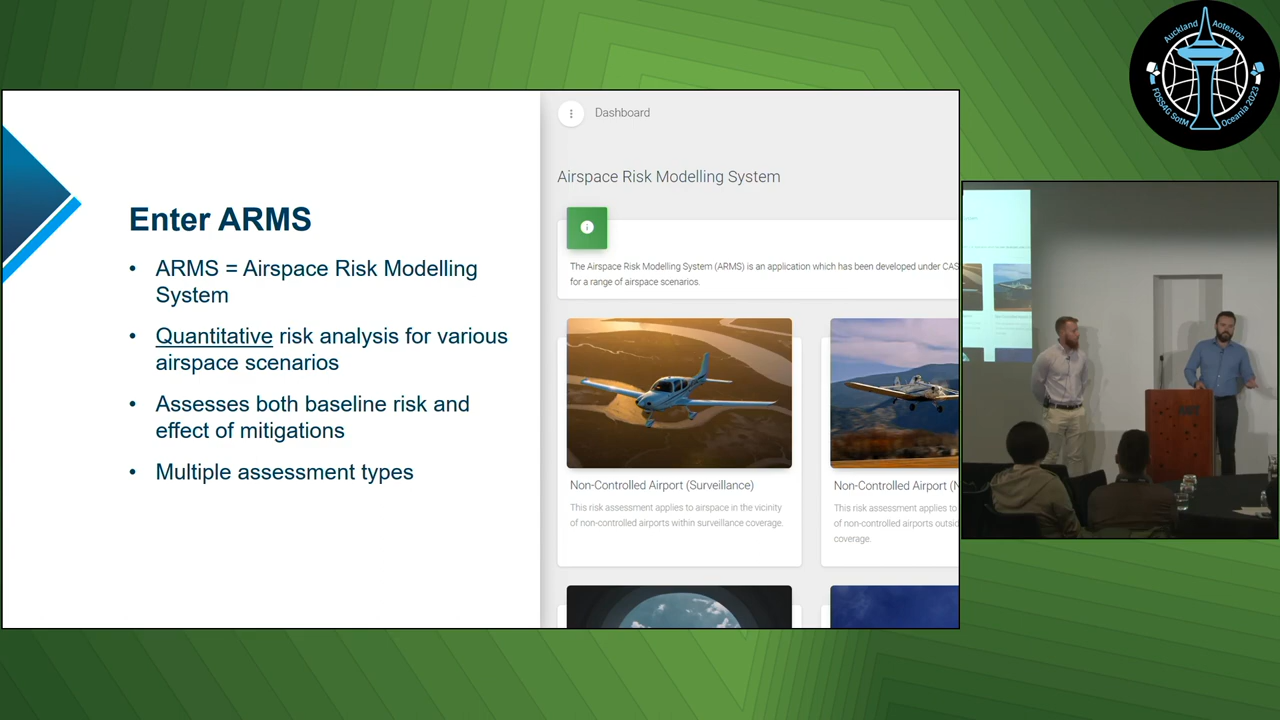 Enter ARMS
• ARMS = Airspace Risk Modelling
System
• Quantitative risk analysis for various
airspace scenarios
• Assesses both baseline risk and
effect of mitigations
• Multiple assessment types
Dashboard
Airspace Risk Modelling System
The Airspace Risk Modelling System (ARMS) is an application which has been developed under CAS
for a range of airspace scenarios.
Non-Controlled Airport (Surveillance)
This risk assessment applies to airspace in the vicinity
of non-controlled airports within surveillance coverage.
Non-Controlled Airport (N
This risk assessment applies to
of non-controlled airports outsid
coverage.
Auckland Aotearoa
FOSS4G SotM Oceania 2023